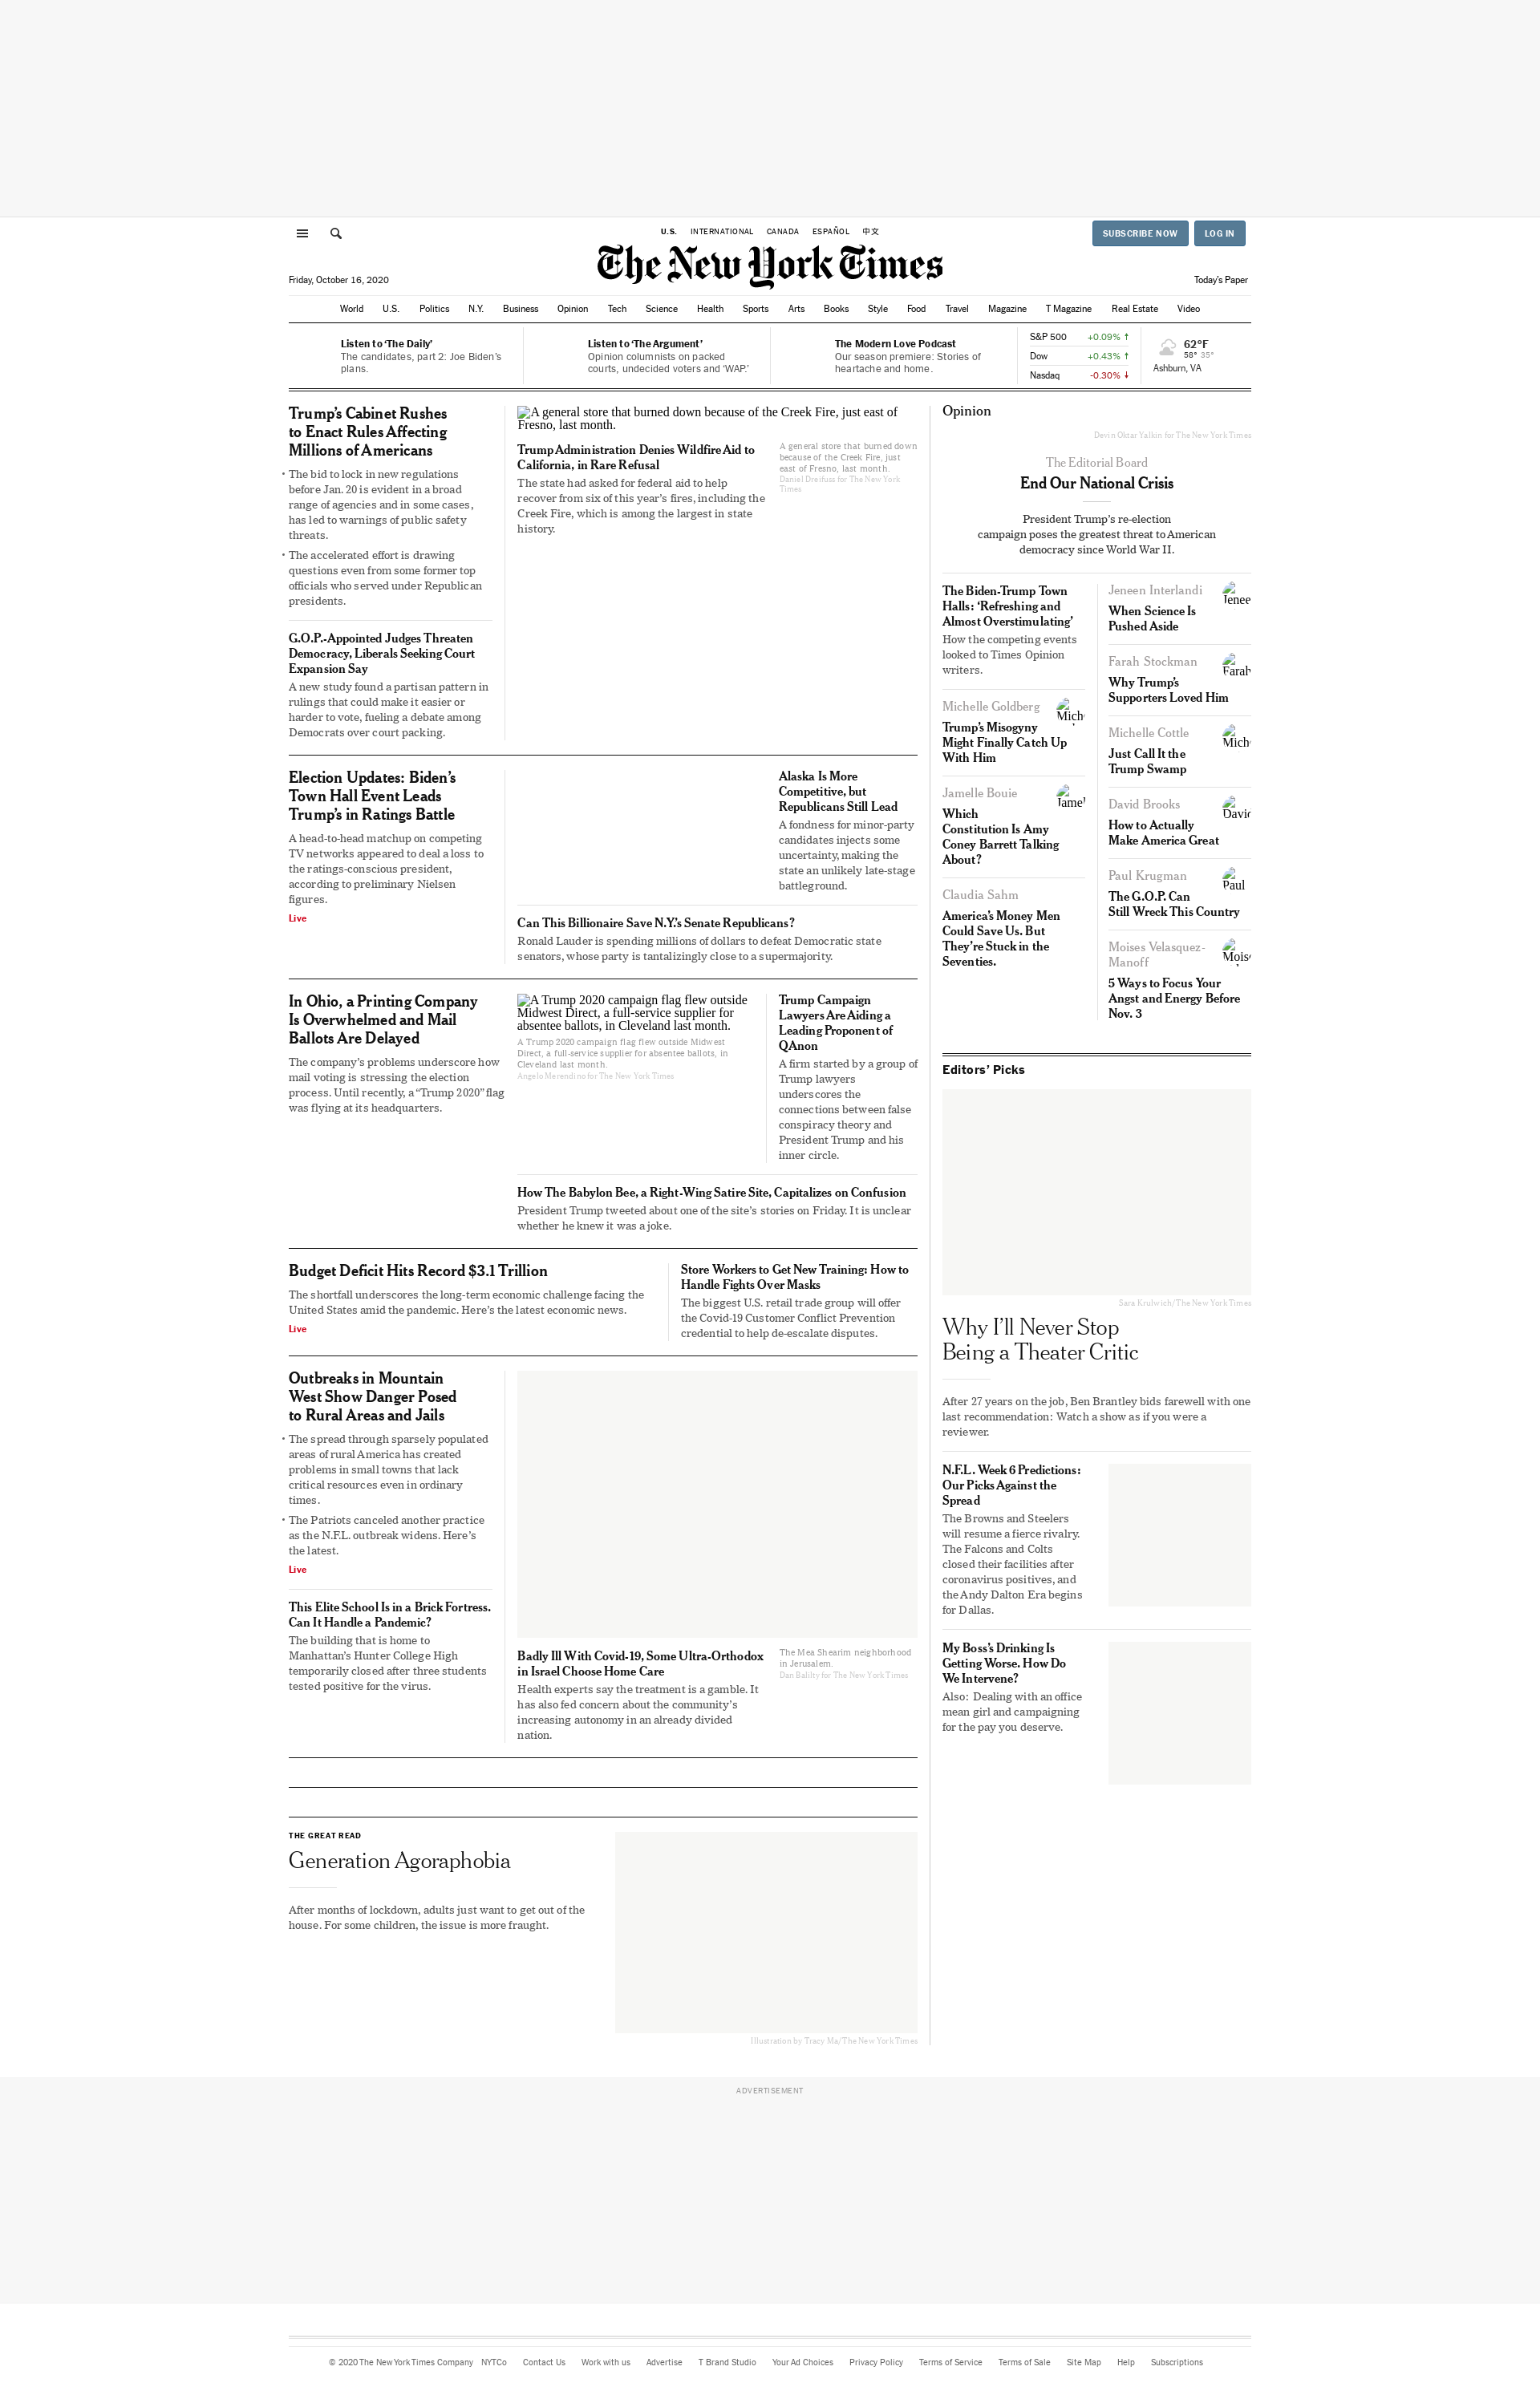 U.S. INTERNATIONAL CANADA ESPAÑOL 中文
SUBSCRIBE NOW LOG IN
The New York Times
Friday, October 16, 2020
Today's Paper
World U.S. Politics N.Y. Business Opinion Tech Science Health Sports Arts Books Style Food Travel Magazine T Magazine Real Estate Video
Listen to ‘The Daily’
The candidates, part 2: Joe Biden’s
plans.
Listen to ‘The Argument’
Opinion columnists on packed
courts, undecided voters and ‘WAP.’
The Modern Love Podcast
Our season premiere: Stories of
heartache and home.
S&P 500 +0.09% ↑
Dow +0.43% ↑
Nasdaq -0.30% ↓
62°F
58° 35°
Ashburn, VA
Trump’s Cabinet Rushes
to Enact Rules Affecting
Millions of Americans
• The bid to lock in new regulations
before Jan. 20 is evident in a broad
range of agencies and in some cases,
has led to warnings of public safety
threats.
• The accelerated effort is drawing
questions even from some former top
officials who served under Republican
presidents.
G.O.P.-Appointed Judges Threaten
Democracy, Liberals Seeking Court
Expansion Say
A new study found a partisan pattern in
rulings that could make it easier or
harder to vote, fueling a debate among
Democrats over court packing.
A general store that burned down because of the Creek Fire, just east of
Fresno, last month.
Trump Administration Denies Wildfire Aid to
California, in Rare Refusal
The state had asked for federal aid to help
recover from six of this year’s fires, including the
Creek Fire, which is among the largest in state
history.
A general store that burned down
because of the Creek Fire, just
east of Fresno, last month.
Daniel Dreifuss for The New York
Times
Election Updates: Biden’s
Town Hall Event Leads
Trump’s in Ratings Battle
A head-to-head matchup on competing
TV networks appeared to deal a loss to
the ratings-conscious president,
according to preliminary Nielsen
figures.
Live
Alaska Is More
Competitive, but
Republicans Still Lead
A fondness for minor-party
candidates injects some
uncertainty, making the
state an unlikely late-stage
battleground.
Can This Billionaire Save N.Y.’s Senate Republicans?
Ronald Lauder is spending millions of dollars to defeat Democratic state
senators, whose party is tantalizingly close to a supermajority.
In Ohio, a Printing Company
Is Overwhelmed and Mail
Ballots Are Delayed
The company’s problems underscore how
mail voting is stressing the election
process. Until recently, a “Trump 2020” flag
was flying at its headquarters.
A Trump 2020 campaign flag flew outside
Midwest Direct, a full-service supplier for
absentee ballots, in Cleveland last month.
A Trump 2020 campaign flag flew outside Midwest
Direct, a full-service supplier for absentee ballots, in
Cleveland last month.
Angelo Merendino for The New York Times
Trump Campaign
Lawyers Are Aiding a
Leading Proponent of
QAnon
A firm started by a group of
Trump lawyers
underscores the
connections between false
conspiracy theory and
President Trump and his
inner circle.
How The Babylon Bee, a Right-Wing Satire Site, Capitalizes on Confusion
President Trump tweeted about one of the site’s stories on Friday. It is unclear
whether he knew it was a joke.
Budget Deficit Hits Record $3.1 Trillion
The shortfall underscores the long-term economic challenge facing the
United States amid the pandemic. Here’s the latest economic news.
Live
Store Workers to Get New Training: How to
Handle Fights Over Masks
The biggest U.S. retail trade group will offer
the Covid-19 Customer Conflict Prevention
credential to help de-escalate disputes.
Outbreaks in Mountain
West Show Danger Posed
to Rural Areas and Jails
• The spread through sparsely populated
areas of rural America has created
problems in small towns that lack
critical resources even in ordinary
times.
• The Patriots canceled another practice
as the N.F.L. outbreak widens. Here’s
the latest.
Live
This Elite School Is in a Brick Fortress.
Can It Handle a Pandemic?
The building that is home to
Manhattan’s Hunter College High
temporarily closed after three students
tested positive for the virus.
Badly Ill With Covid-19, Some Ultra-Orthodox
in Israel Choose Home Care
Health experts say the treatment is a gamble. It
has also fed concern about the community’s
increasing autonomy in an already divided
nation.
The Mea Shearim neighborhood
in Jerusalem.
Dan Balilty for The New York Times
THE GREAT READ
Generation Agoraphobia
After months of lockdown, adults just want to get out of the
house. For some children, the issue is more fraught.
Illustration by Tracy Ma/The New York Times
Opinion
Devin Oktar Yalkin for The New York Times
The Editorial Board
End Our National Crisis
President Trump’s re-election
campaign poses the greatest threat to American
democracy since World War II.
The Biden-Trump Town
Halls: ‘Refreshing and
Almost Overstimulating’
How the competing events
looked to Times Opinion
writers.
Michelle Goldberg
Trump’s Misogyny
Might Finally Catch Up
With Him
Jamelle Bouie
Which
Constitution Is Amy
Coney Barrett Talking
About?
Claudia Sahm
America’s Money Men
Could Save Us. But
They’re Stuck in the
Seventies.
Jeneen Interlandi
When Science Is
Pushed Aside
Farah Stockman
Why Trump’s
Supporters Loved Him
Michelle Cottle
Just Call It the
Trump Swamp
David Brooks
How to Actually
Make America Great
Paul Krugman
The G.O.P. Can
Still Wreck This Country
Moises Velasquez-
Manoff
5 Ways to Focus Your
Angst and Energy Before
Nov. 3
Editors’ Picks
Sara Krulwich/The New York Times
Why I’ll Never Stop
Being a Theater Critic
After 27 years on the job, Ben Brantley bids farewell with one
last recommendation: Watch a show as if you were a
reviewer.
N.F.L. Week 6 Predictions:
Our Picks Against the
Spread
The Browns and Steelers
will resume a fierce rivalry.
The Falcons and Colts
closed their facilities after
coronavirus positives, and
the Andy Dalton Era begins
for Dallas.
My Boss’s Drinking Is
Getting Worse. How Do
We Intervene?
Also: Dealing with an office
mean girl and campaigning
for the pay you deserve.
ADVERTISEMENT
© 2020 The New York Times Company NYTCo Contact Us Work with us Advertise T Brand Studio Your Ad Choices Privacy Policy Terms of Service Terms of Sale Site Map Help Subscriptions